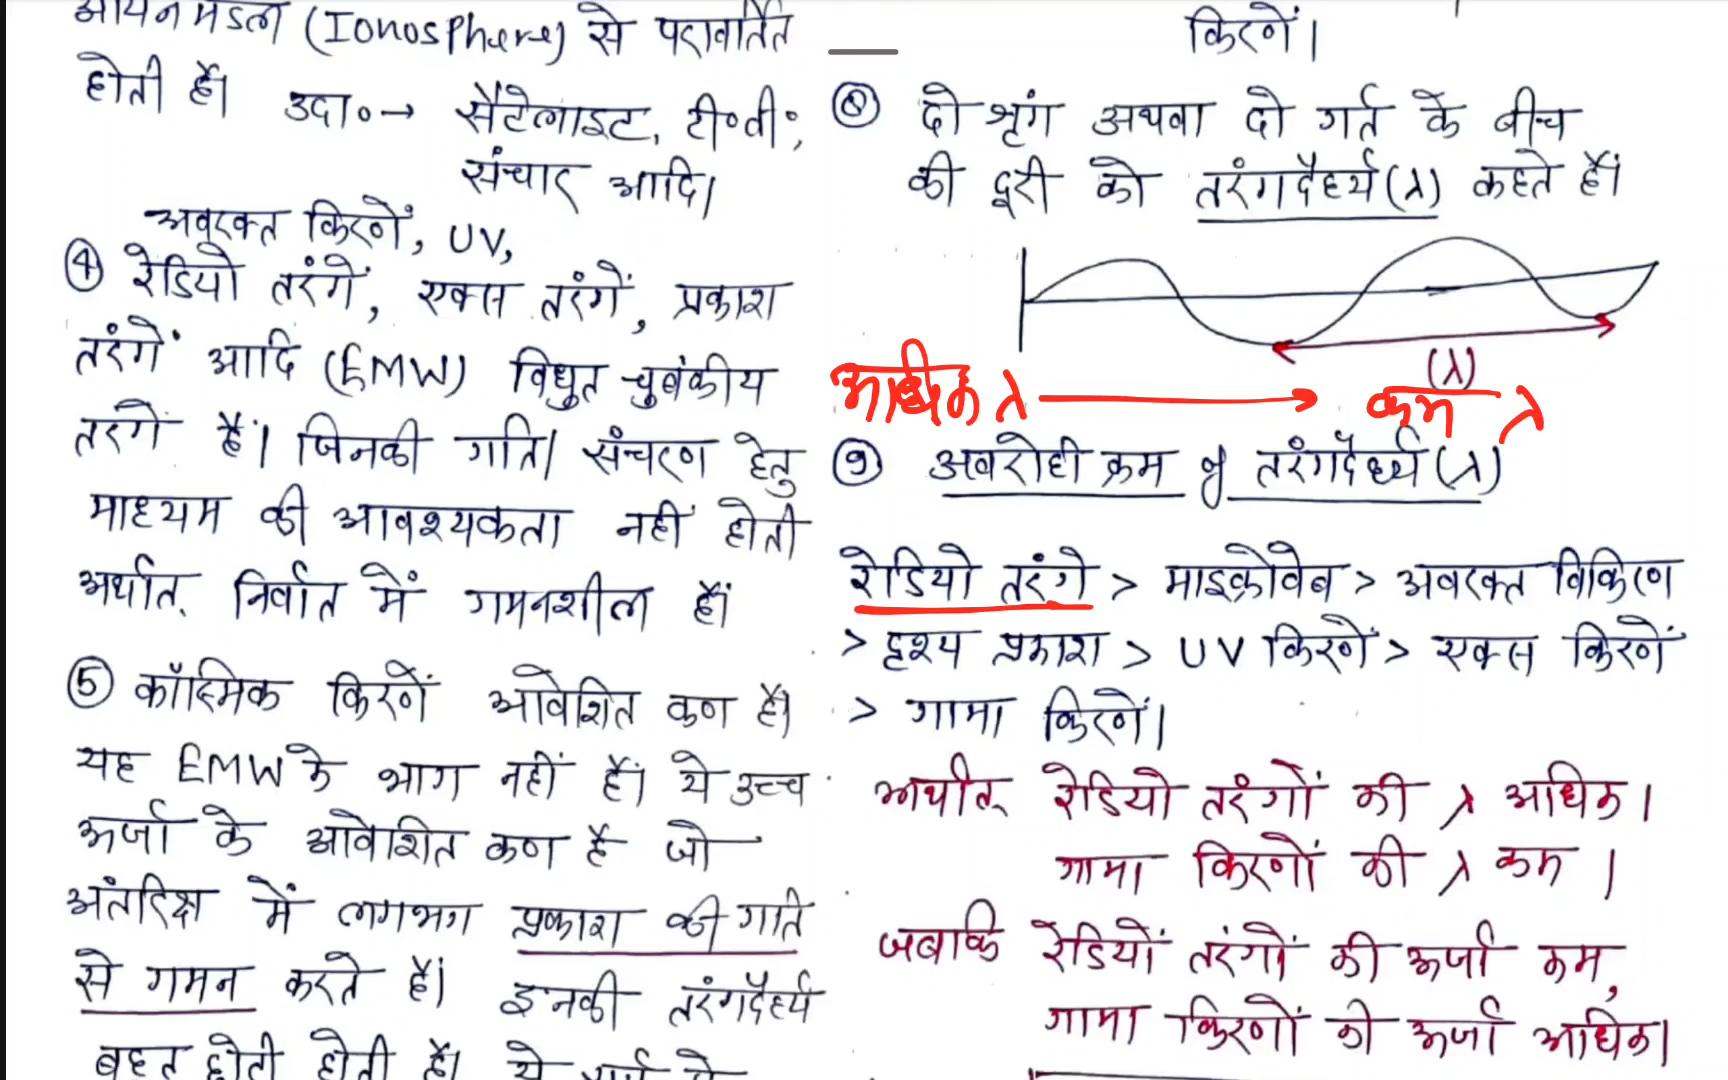 आयनमंडल (Ionosphere) से परावर्तित
होती हैं। उदा०→ सैटेलाइट, टी०वी०,
संचार आदि।
अवरक्त किरणें, UV,
④ रेडियो तरंगें, एक्स तरंगें, प्रकाश
तरंगें आदि (EMW) विधुत चुबंकीय
तरंगें हैं। जिनकी गति। संचरण हेतु
माध्यम की आवश्यकता नहीं होती
अर्थात् निर्वात में गमनशील हैं।
⑤ कॉस्मिक किरणें आवेशित कण हैं।
यह EMW के भाग नहीं हैं। ये उच्च
ऊर्जा के आवेशित कण है जो
अंतरिक्ष में लगभग प्रकाश की गति
से गमन करते हैं। इनकी तरंगदैर्ध्य
बहुत छोटी होती है। ये
किरणें।
⑧ दो श्रृंग अथवा दो गर्त के बीच
की दूरी को तरंगदैर्ध्य (λ) कहते हैं।
(λ)
अधिक λ → कम λ
⑨ अवरोही क्रम of तरंगदैर्ध्य (λ)
रेडियो तरंगे > माइक्रोवेब > अवरक्त विकिरण
> दृश्य प्रकाश > UV किरणें > एक्स किरणें
> गामा किरणें।
अर्थात् रेडियो तरंगों की λ अधिक।
गामा किरणों की λ कम।
जबकि रेडियों तरंगों की ऊर्जा कम,
गामा किरणों की ऊर्जा अधिक।